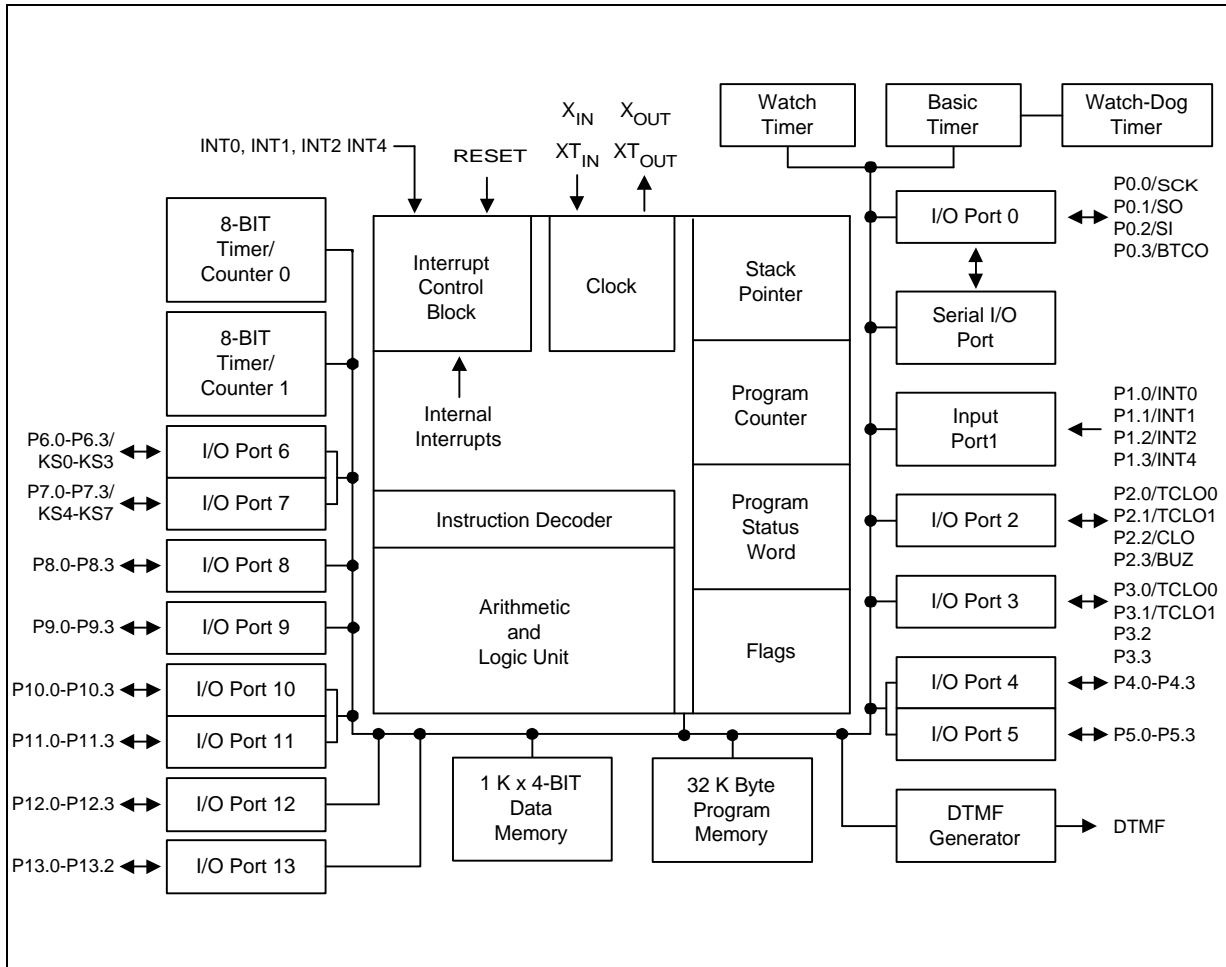 Watch
Timer
Basic
Timer
Watch-Dog
Timer
XIN XOUT
XTIN XTOUT
INT0, INT1, INT2 INT4
RESET
8-BIT
Timer/
Counter 0
8-BIT
Timer/
Counter 1
P6.0-P6.3/
KS0-KS3
I/O Port 6
P7.0-P7.3/
KS4-KS7
I/O Port 7
P8.0-P8.3
I/O Port 8
P9.0-P9.3
I/O Port 9
P10.0-P10.3
I/O Port 10
P11.0-P11.3
I/O Port 11
P12.0-P12.3
I/O Port 12
P13.0-P13.2
I/O Port 13
Interrupt
Control
Block
Clock
Stack
Pointer
Internal
Interrupts
Program
Counter
Instruction Decoder
Program
Status
Word
Arithmetic
and
Logic Unit
Flags
1 K x 4-BIT
Data
Memory
32 K Byte
Program
Memory
I/O Port 0
P0.0/SCK
P0.1/SO
P0.2/SI
P0.3/BTCO
Serial I/O
Port
Input
Port1
P1.0/INT0
P1.1/INT1
P1.2/INT2
P1.3/INT4
I/O Port 2
P2.0/TCLO0
P2.1/TCLO1
P2.2/CLO
P2.3/BUZ
I/O Port 3
P3.0/TCLO0
P3.1/TCLO1
P3.2
P3.3
I/O Port 4
P4.0-P4.3
I/O Port 5
P5.0-P5.3
DTMF
Generator
DTMF